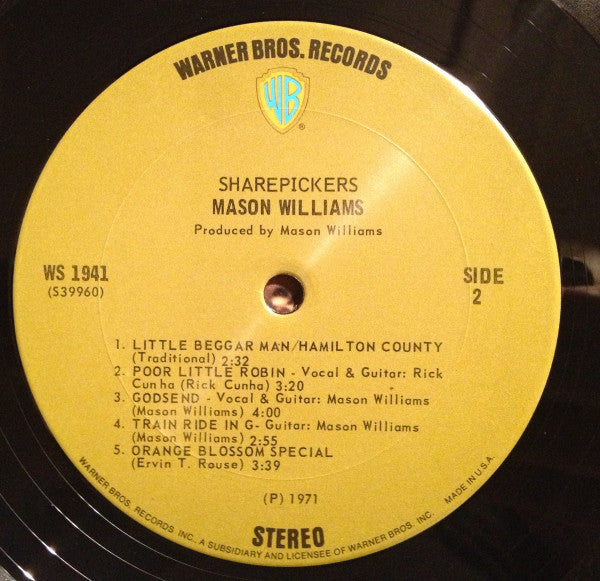 WARNER BROS. RECORDS
WB
®
SHAREPICKERS
MASON WILLIAMS
Produced by Mason Williams
WS 1941
(S39960)
SIDE
2
1. LITTLE BEGGAR MAN/HAMILTON COUNTY
(Traditional) 2:32
2. POOR LITTLE ROBIN - Vocal & Guitar: Rick
Cunha (Rick Cunha) 3:20
3. GODSEND - Vocal & Guitar: Mason Williams
(Mason Williams) 4:00
4. TRAIN RIDE IN G- Guitar: Mason Williams
(Mason Williams) 2:55
5. ORANGE BLOSSOM SPECIAL
(Ervin T. Rouse) 3:39
(P) 1971
STEREO
WARNER BROS. RECORDS INC. A SUBSIDIARY AND LICENSEE OF WARNER BROS. INC. MADE IN U.S.A.